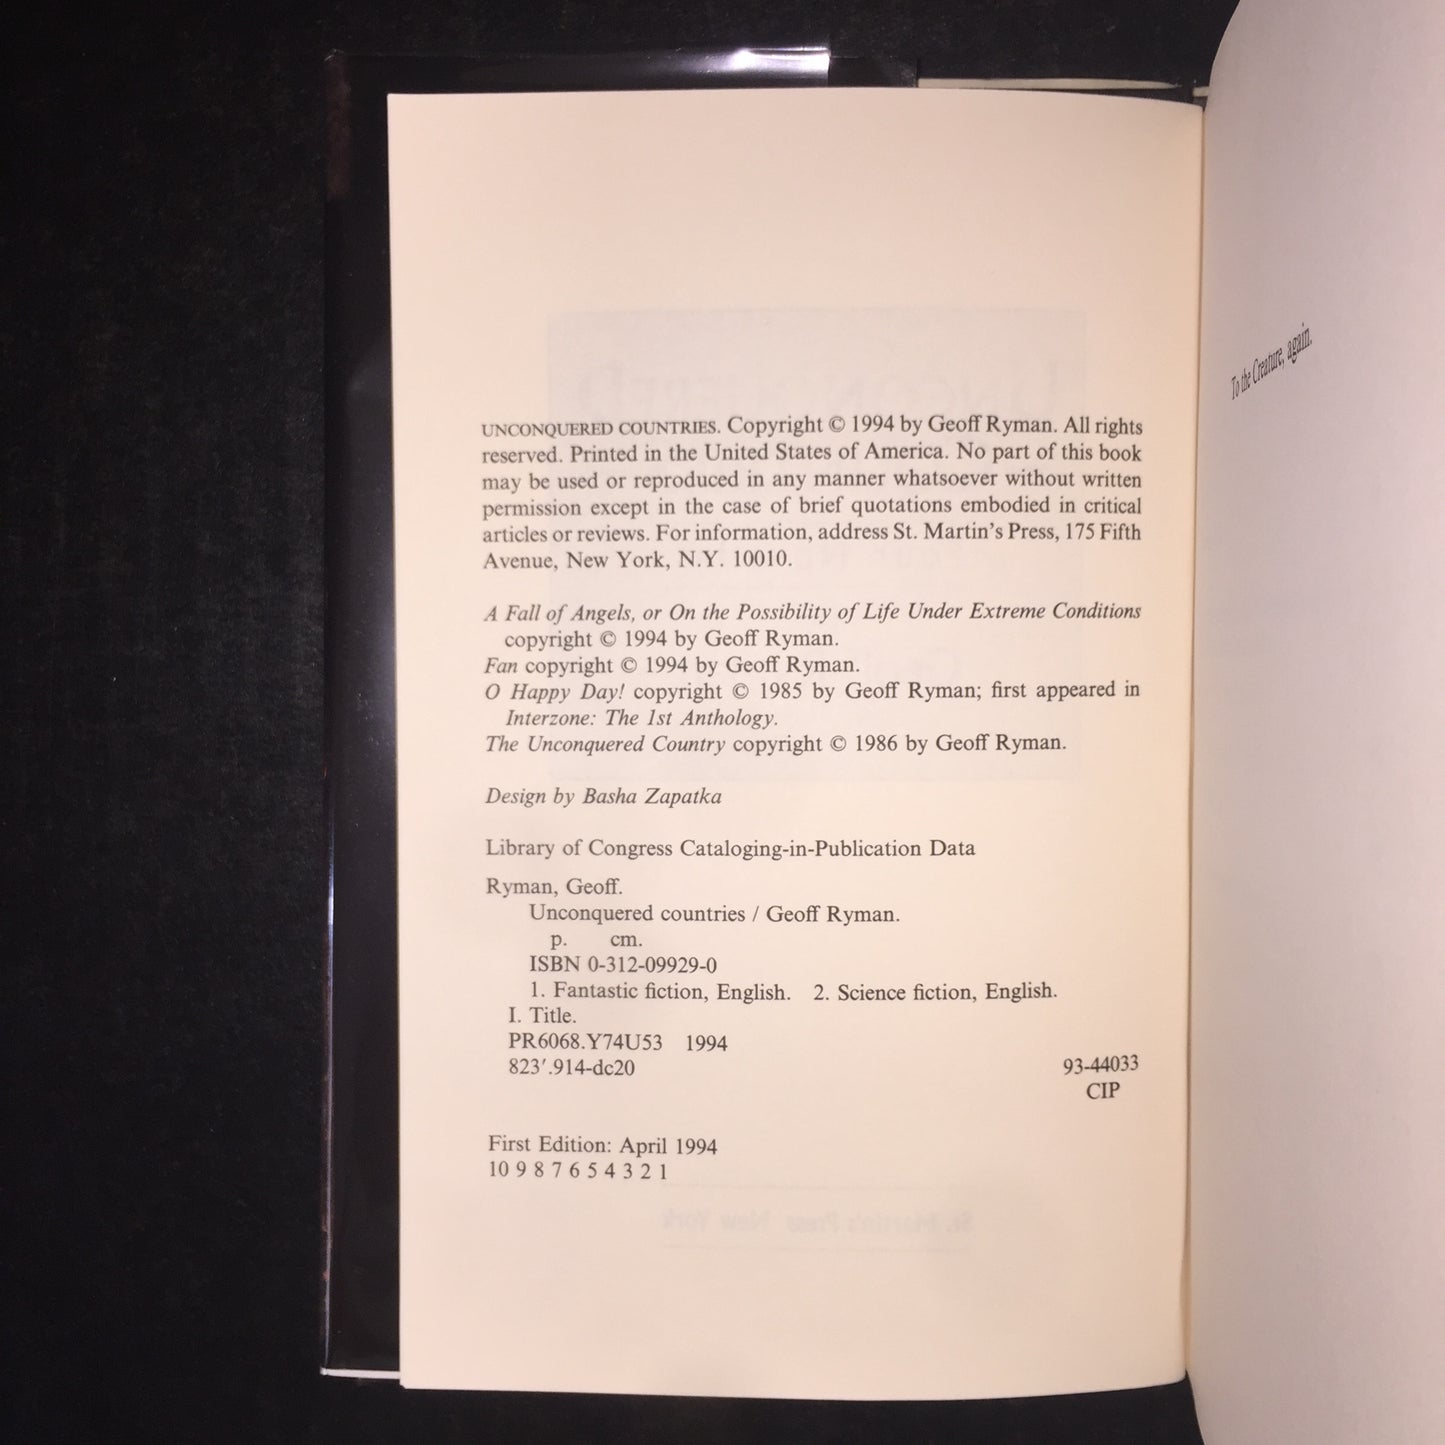 UNCONQUERED COUNTRIES. Copyright © 1994 by Geoff Ryman. All rights
reserved. Printed in the United States of America. No part of this book
may be used or reproduced in any manner whatsoever without written
permission except in the case of brief quotations embodied in critical
articles or reviews. For information, address St. Martin's Press, 175 Fifth
Avenue, New York, N.Y. 10010.
A Fall of Angels, or On the Possibility of Life Under Extreme Conditions
copyright © 1994 by Geoff Ryman.
Fan copyright © 1994 by Geoff Ryman.
O Happy Day! copyright © 1985 by Geoff Ryman; first appeared in
Interzone: The 1st Anthology.
The Unconquered Country copyright © 1986 by Geoff Ryman.
Design by Basha Zapatka
Library of Congress Cataloging-in-Publication Data
Ryman, Geoff.
Unconquered countries / Geoff Ryman.
p. cm.
ISBN 0-312-09929-0
1. Fantastic fiction, English. 2. Science fiction, English.
I. Title.
PR6068.Y74U53 1994
823'.914-dc20 93-44033
CIP
First Edition: April 1994
10 9 8 7 6 5 4 3 2 1
To the Creature, again.